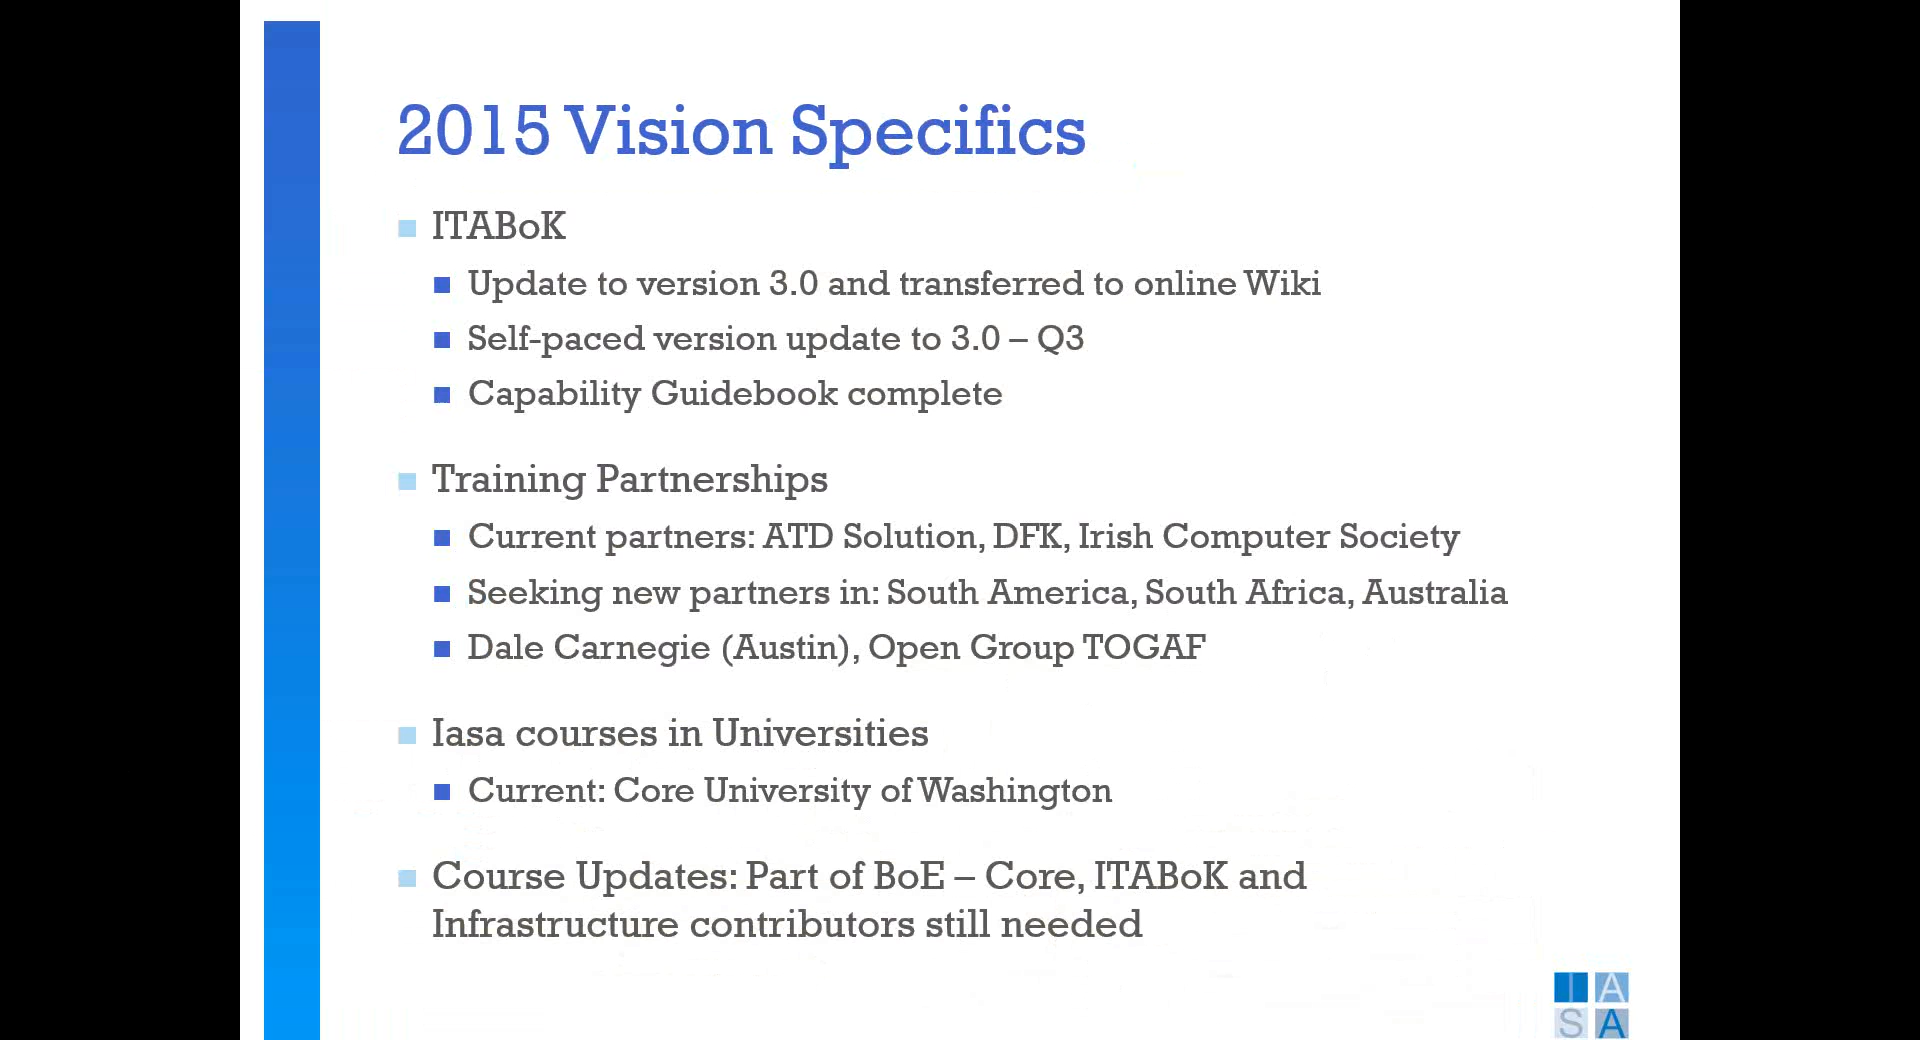 2015 Vision Specifics
ITABoK
Update to version 3.0 and transferred to online Wiki
Self-paced version update to 3.0 – Q3
Capability Guidebook complete
Training Partnerships
Current partners: ATD Solution, DFK, Irish Computer Society
Seeking new partners in: South America, South Africa, Australia
Dale Carnegie (Austin), Open Group TOGAF
Iasa courses in Universities
Current: Core University of Washington
Course Updates: Part of BoE – Core, ITABoK and
Infrastructure contributors still needed
I A
S A